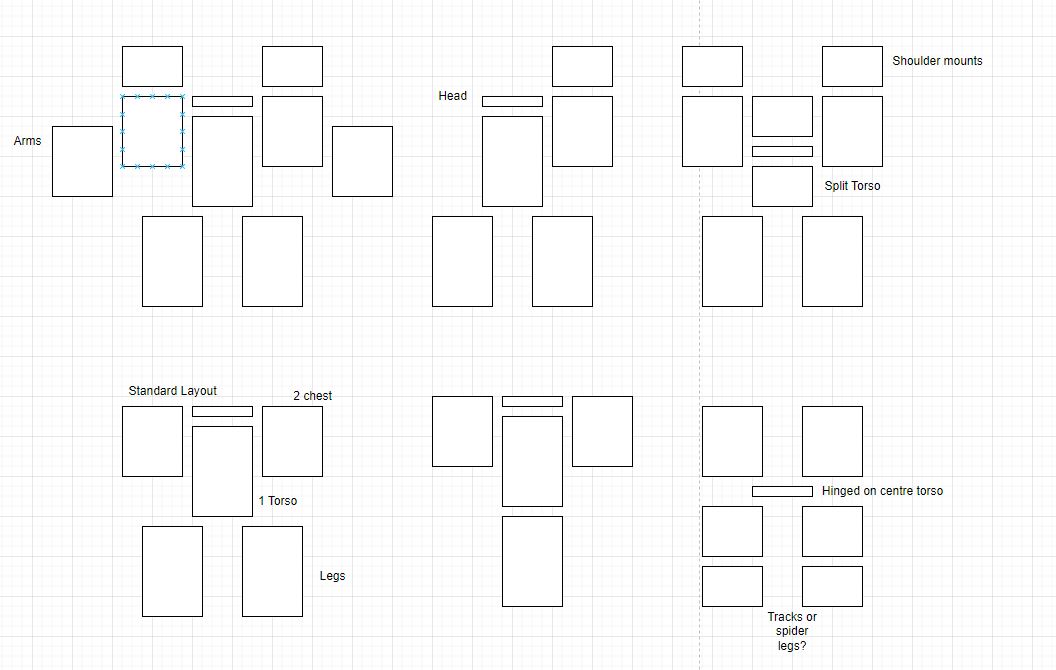 Shoulder mounts
Head
Arms
Split Torso
Standard Layout
2 chest
Hinged on centre torso
1 Torso
Legs
Tracks or
spider
legs?